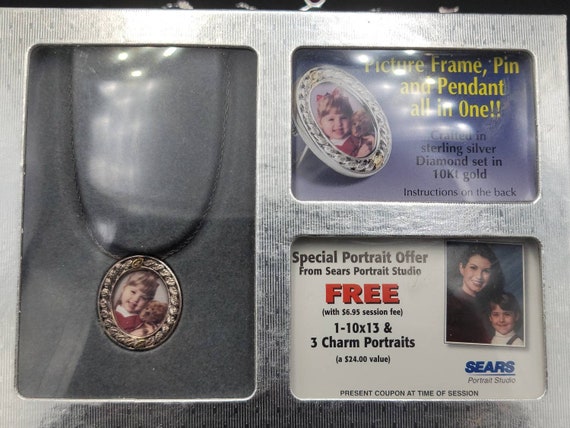 Picture Frame, Pin
and Pendant
all in One!!
Crafted in
sterling silver
Diamond set in
10Kt gold
Instructions on the back
Special Portrait Offer
From Sears Portrait Studio
FREE
(with $6.95 session fee)
1-10x13 &
3 Charm Portraits
(a $24.00 value)
SEARS
Portrait Studio
PRESENT COUPON AT TIME OF SESSION